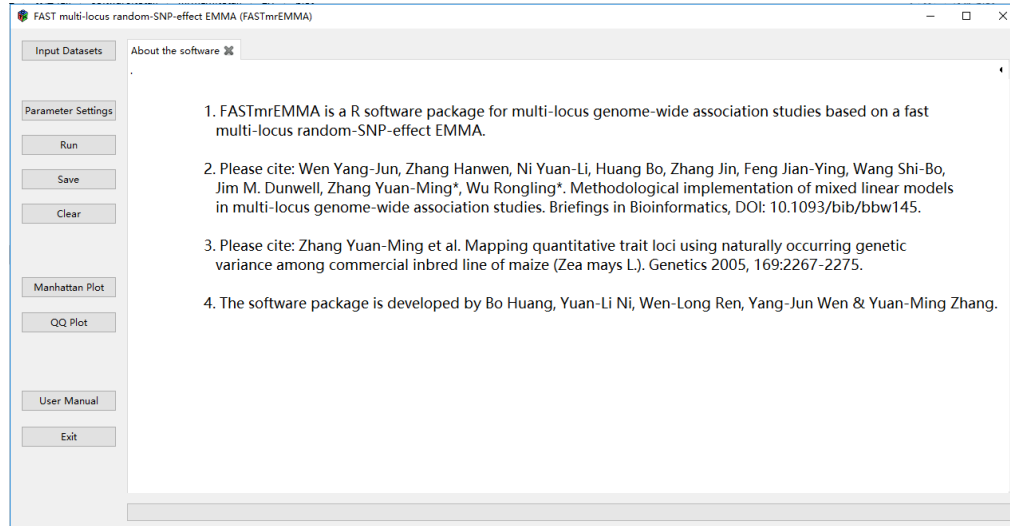 FAST multi-locus random-SNP-effect EMMA (FASTmrEMMA)
Input Datasets
About the software
Parameter Settings
Run
Save
Clear
Manhattan Plot
QQ Plot
User Manual
Exit
.
1. FASTmrEMMA is a R software package for multi-locus genome-wide association studies based on a fast
multi-locus random-SNP-effect EMMA.
2. Please cite: Wen Yang-Jun, Zhang Hanwen, Ni Yuan-Li, Huang Bo, Zhang Jin, Feng Jian-Ying, Wang Shi-Bo,
Jim M. Dunwell, Zhang Yuan-Ming*, Wu Rongling*. Methodological implementation of mixed linear models
in multi-locus genome-wide association studies. Briefings in Bioinformatics, DOI: 10.1093/bib/bbw145.
3. Please cite: Zhang Yuan-Ming et al. Mapping quantitative trait loci using naturally occurring genetic
variance among commercial inbred line of maize (Zea mays L.). Genetics 2005, 169:2267-2275.
4. The software package is developed by Bo Huang, Yuan-Li Ni, Wen-Long Ren, Yang-Jun Wen & Yuan-Ming Zhang.